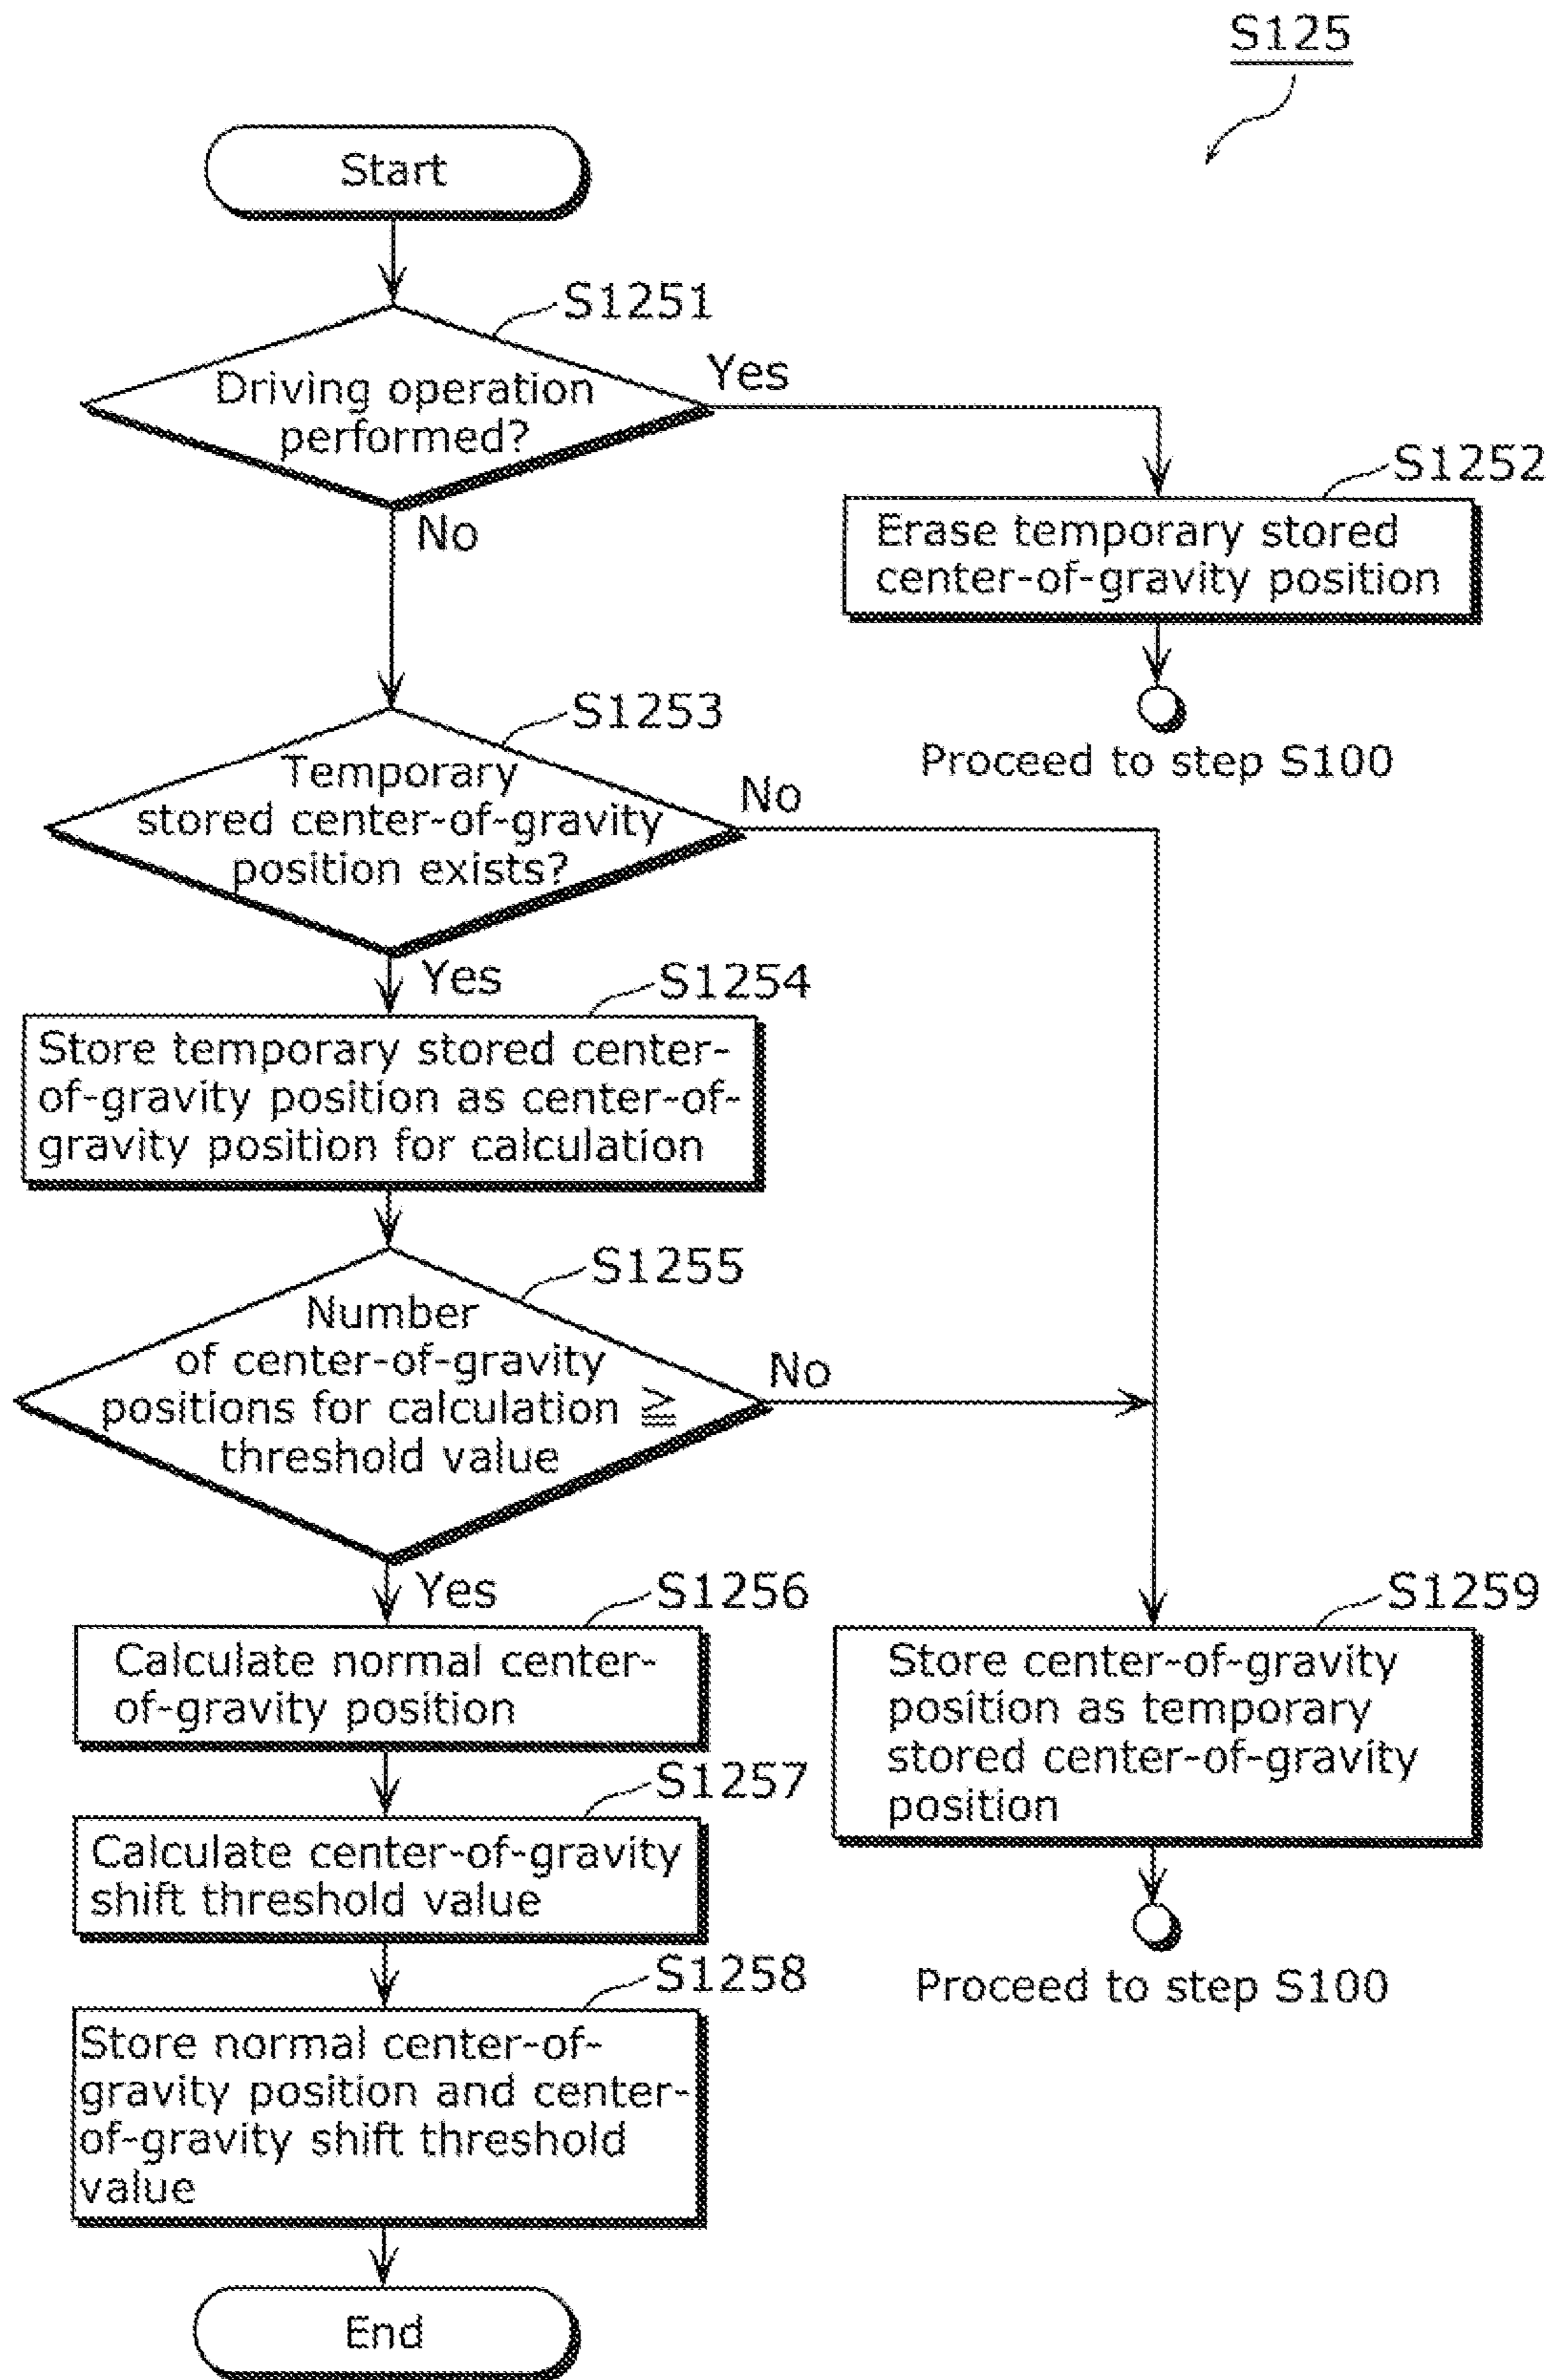 S125
Start
S1251
Driving operation
performed?
Yes
No
S1252
Erase temporary stored
center-of-gravity position
Proceed to step S100
S1253
Temporary
stored center-of-gravity
position exists?
No
Yes
S1254
Store temporary stored center-
of-gravity position as center-of-
gravity position for calculation
S1255
Number
of center-of-gravity
positions for calculation ≧
threshold value
No
Yes
S1256
Calculate normal center-
of-gravity position
S1259
Store center-of-gravity
position as temporary
stored center-of-gravity
position
Proceed to step S100
S1257
Calculate center-of-gravity
shift threshold value
S1258
Store normal center-of-
gravity position and center-
of-gravity shift threshold
value
End